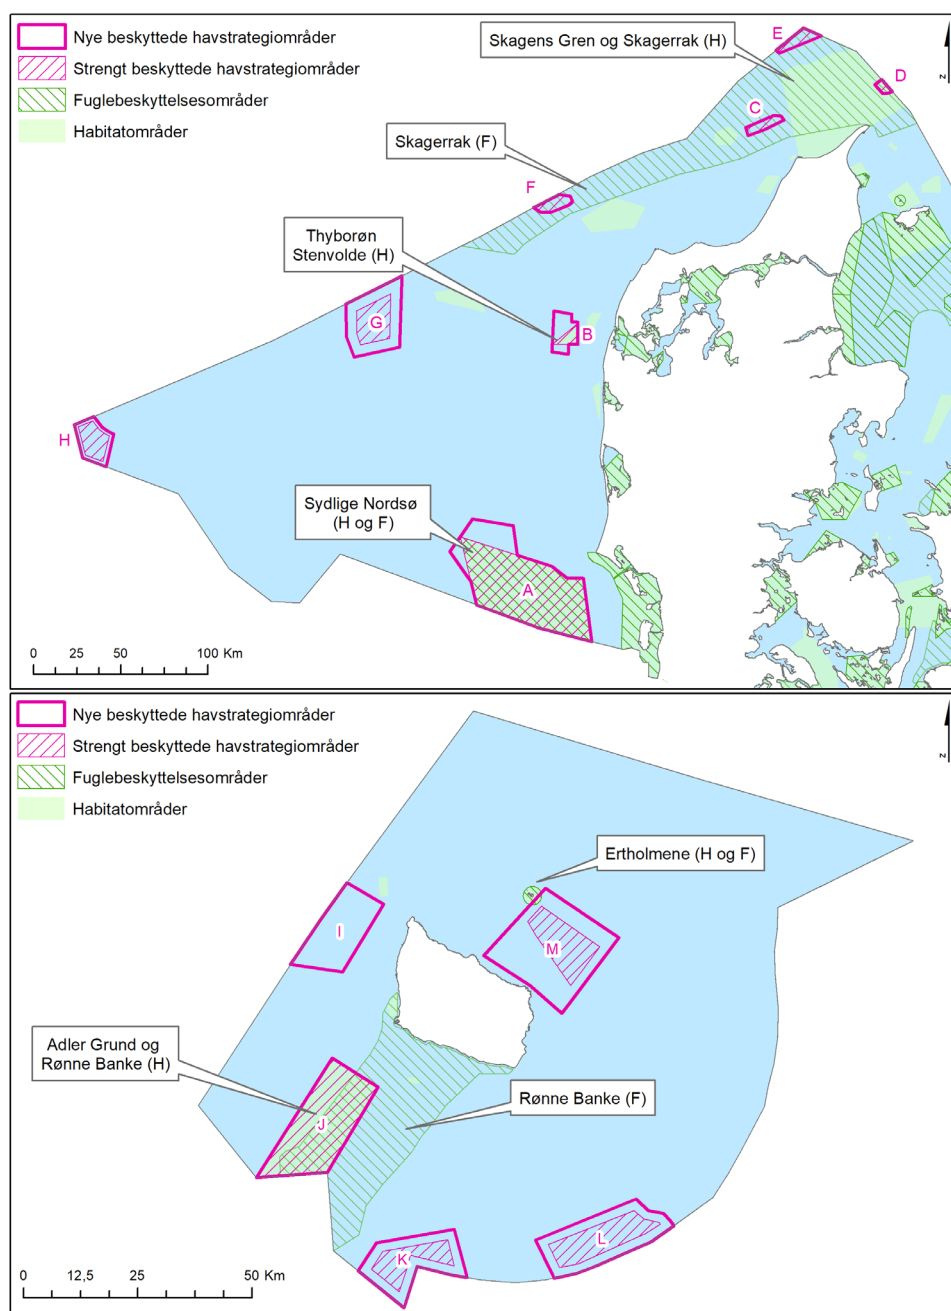 Nye beskyttede havstrategiområder
Strengt beskyttede havstrategiområder
Fuglebeskyttelsesområder
Habitatområder
Skagens Gren og Skagerrak (H)
E
D
C
Skagerrak (F)
F
Thyborøn
Stenvolde (H)
G
B
H
Sydlige Nordsø
(H og F)
A
0 25 50 100 Km
N
Nye beskyttede havstrategiområder
Strengt beskyttede havstrategiområder
Fuglebeskyttelsesområder
Habitatområder
N
Ertholmene (H og F)
I
M
Adler Grund og
Rønne Banke (H)
Rønne Banke (F)
J
K
L
0 12,5 25 50 Km